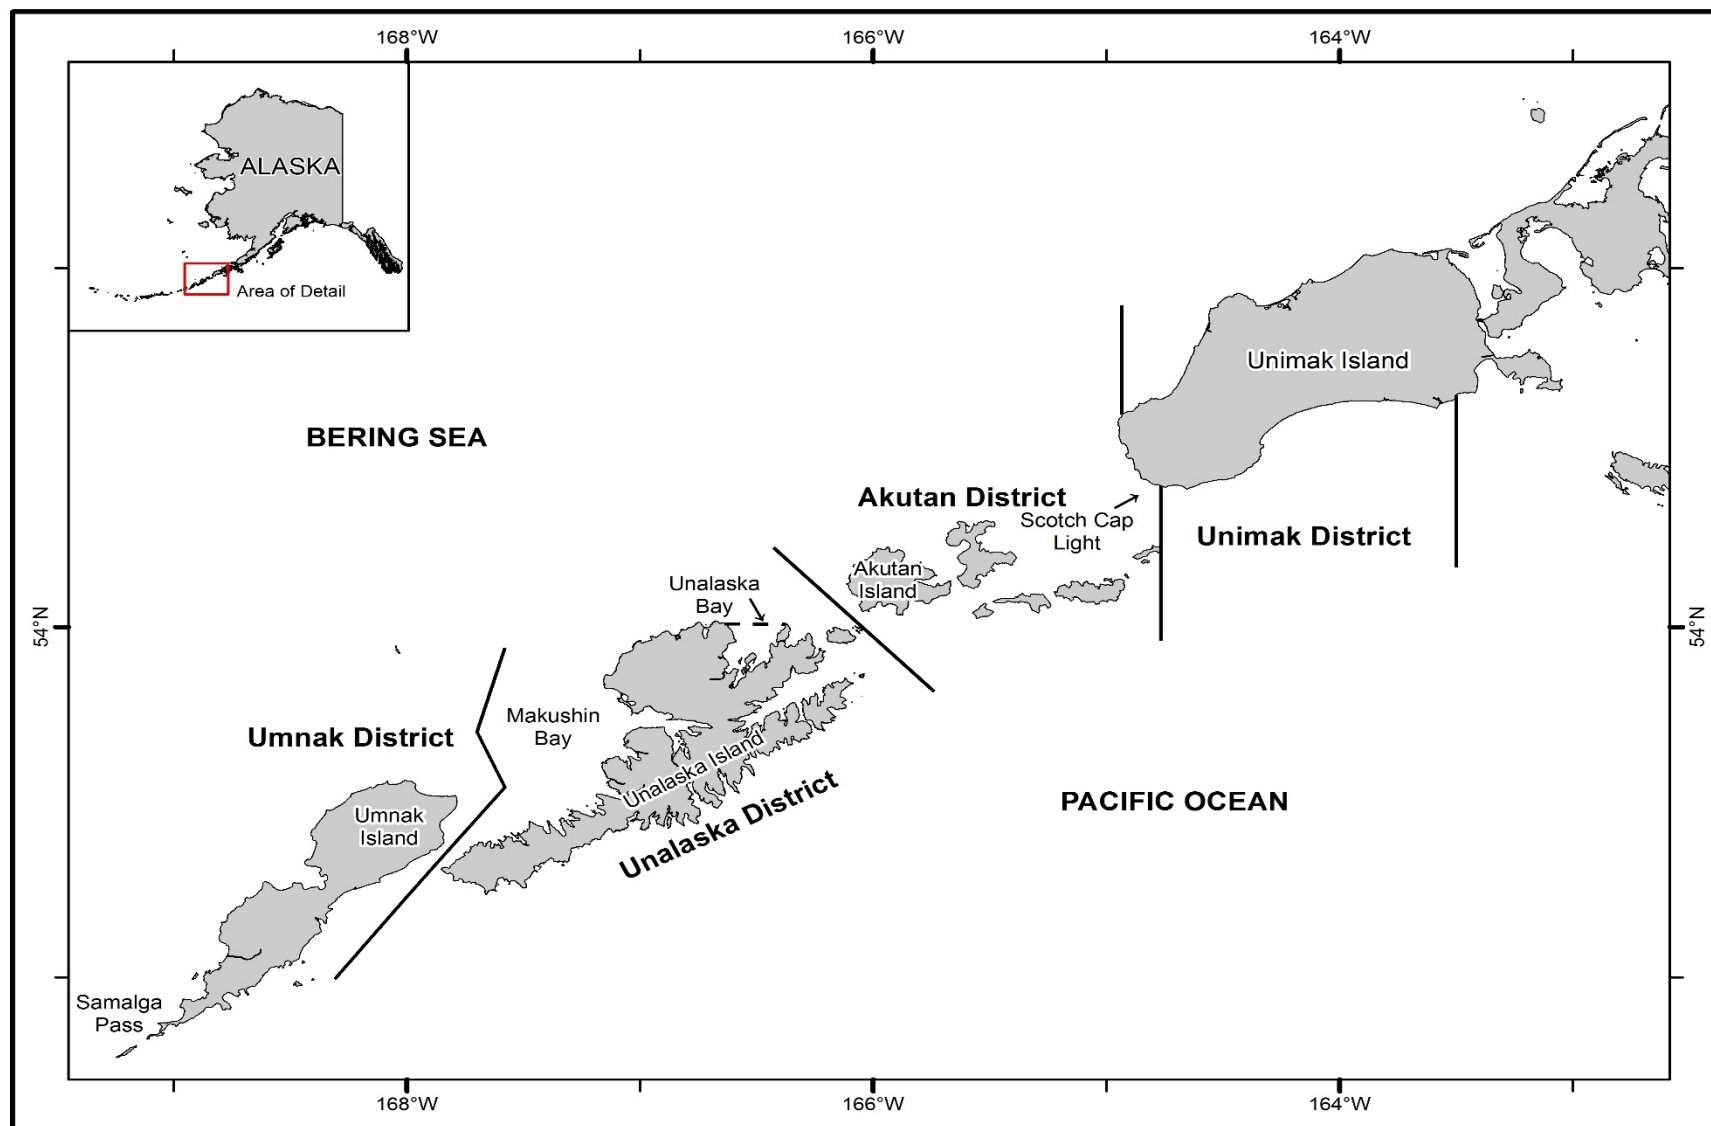 168°W
166°W
164°W
ALASKA
Area of Detail
Unimak Island
BERING SEA
Akutan District
Scotch Cap
Light
Unimak District
Akutan
Island
Unalaska
Bay
54°N
54°N
Makushin
Bay
Umnak District
Unalaska Island
Unalaska District
PACIFIC OCEAN
Umnak
Island
Samalga
Pass
168°W
166°W
164°W